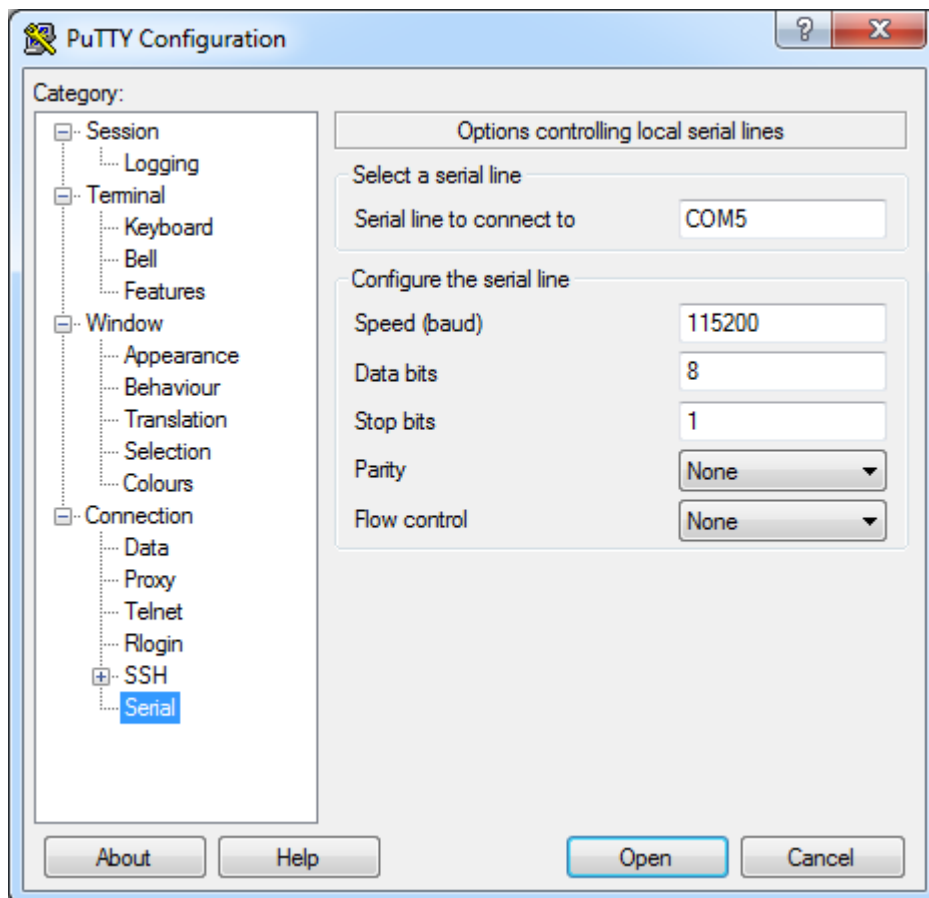 PuTTY Configuration
Category:
Session
Logging
Terminal
Keyboard
Bell
Features
Window
Appearance
Behaviour
Translation
Selection
Colours
Connection
Data
Proxy
Telnet
Rlogin
SSH
Serial
Options controlling local serial lines
Select a serial line
Serial line to connect to COM5
Configure the serial line
Speed (baud) 115200
Data bits 8
Stop bits 1
Parity None
Flow control None
About Help Open Cancel